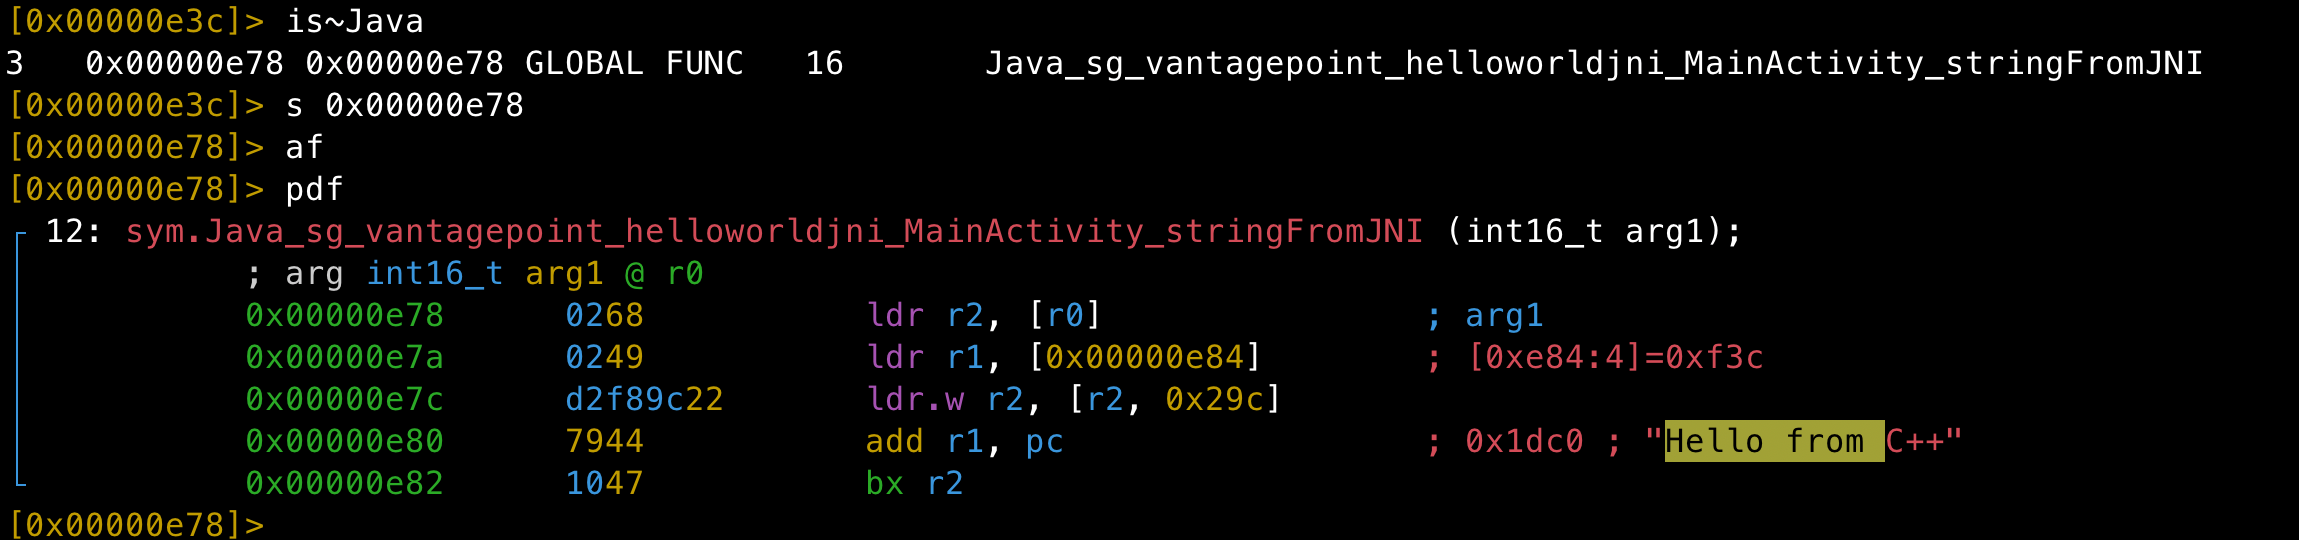 [0x00000e3c]> is~Java
3   0x00000e78 0x00000e78 GLOBAL FUNC   16       Java_sg_vantagepoint_helloworldjni_MainActivity_stringFromJNI
[0x00000e3c]> s 0x00000e78
[0x00000e78]> af
[0x00000e78]> pdf
12: sym.Java_sg_vantagepoint_helloworldjni_MainActivity_stringFromJNI (int16_t arg1);
; arg int16_t arg1 @ r0
0x00000e78      0268           ldr r2, [r0]                ; arg1
0x00000e7a      0249           ldr r1, [0x00000e84]        ; [0xe84:4]=0xf3c
0x00000e7c      d2f89c22       ldr.w r2, [r2, 0x29c]
0x00000e80      7944           add r1, pc                  ; 0x1dc0 ; "Hello from C++"
0x00000e82      1047           bx r2
[0x00000e78]>